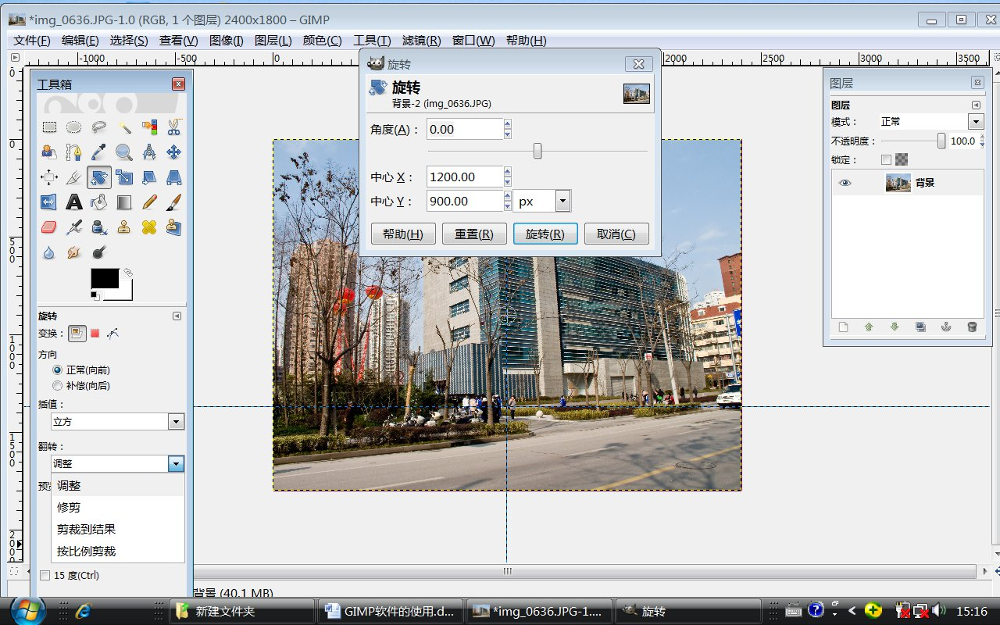 *img_0636.JPG-1.0 (RGB, 1 个图层) 2400x1800 – GIMP
文件(F) 编辑(E) 选择(S) 查看(V) 图像(I) 图层(L) 颜色(C) 工具(T) 滤镜(R) 窗口(W) 帮助(H)
-1000 -500 0 2000 2500 3000 3500
0
500
1000
1500
2000
工具箱
旋转
变换：
方向
正常(向前)
补偿(向后)
插值：
立方
翻转：
调整
调整
修剪
剪裁到结果
按比例剪裁
15 度(Ctrl)
旋转
旋转
背景-2 (img_0636.JPG)
角度(A)： 0.00
中心 X： 1200.00
中心 Y： 900.00 px
帮助(H) 重置(R) 旋转(R) 取消(C)
图层
图层
模式： 正常
不透明度： 100.0
锁定：
背景
背景 (40.1 MB)
新建文件夹 GIMP软件的使用.d... *img_0636.JPG-1.... 旋转 15:16